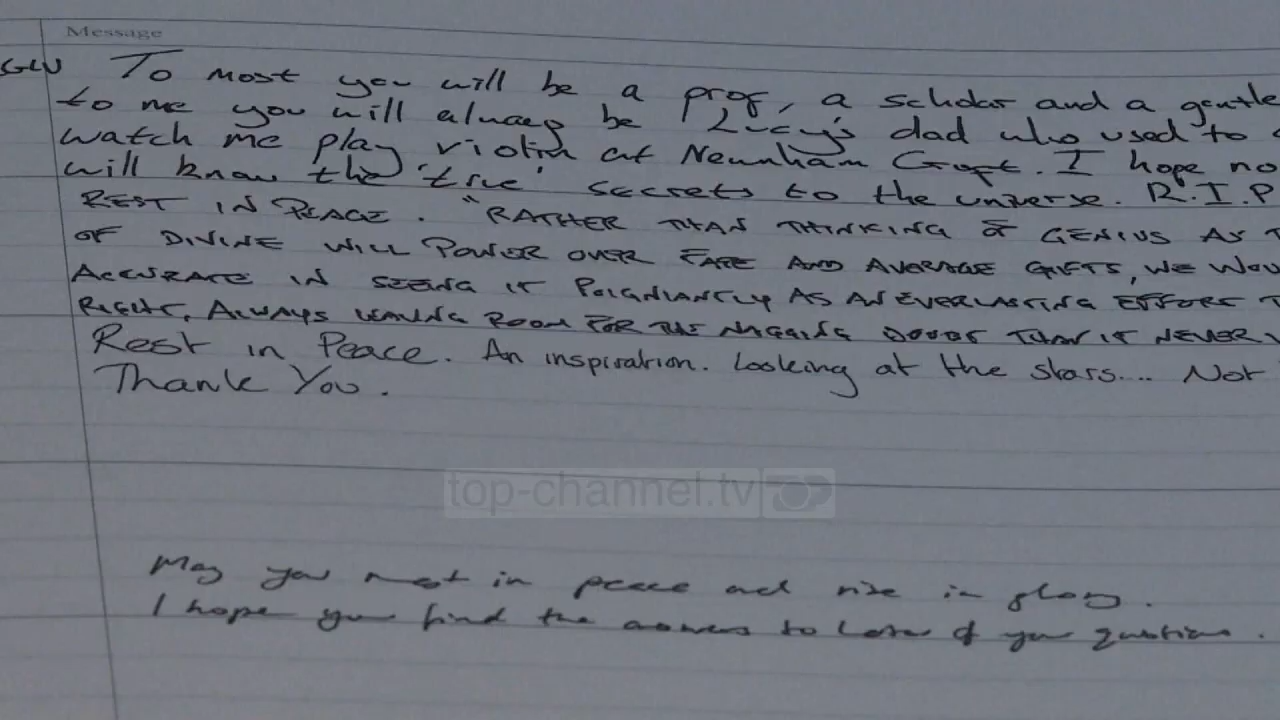 Message
To most you will be a prof, a scholar and a gentle
to me you will always be Lucy's dad who used to
watch me play violin at Newnham Croft. I hope no
will know the 'true' secrets to the universe. R.I.P
REST IN PEACE. "RATHER THAN THINKING OF GENIUS AS
OF DIVINE WILL POWER OVER FATE AND AVERAGE GIFTS, WE WOU
ACCURATE IN SEEING IT POIGNIANTLY AS AN EVERLASTING EFFORT T
RIGHT, ALWAYS LEAVING ROOM FOR THE NAGGING DOUBT THAT IT NEVER
Rest in Peace. An inspiration. Looking at the stars.... Not
Thank You.
top-channel.tv
May you rest in peace and rise in glory.
I hope you find the answers to of your questions.